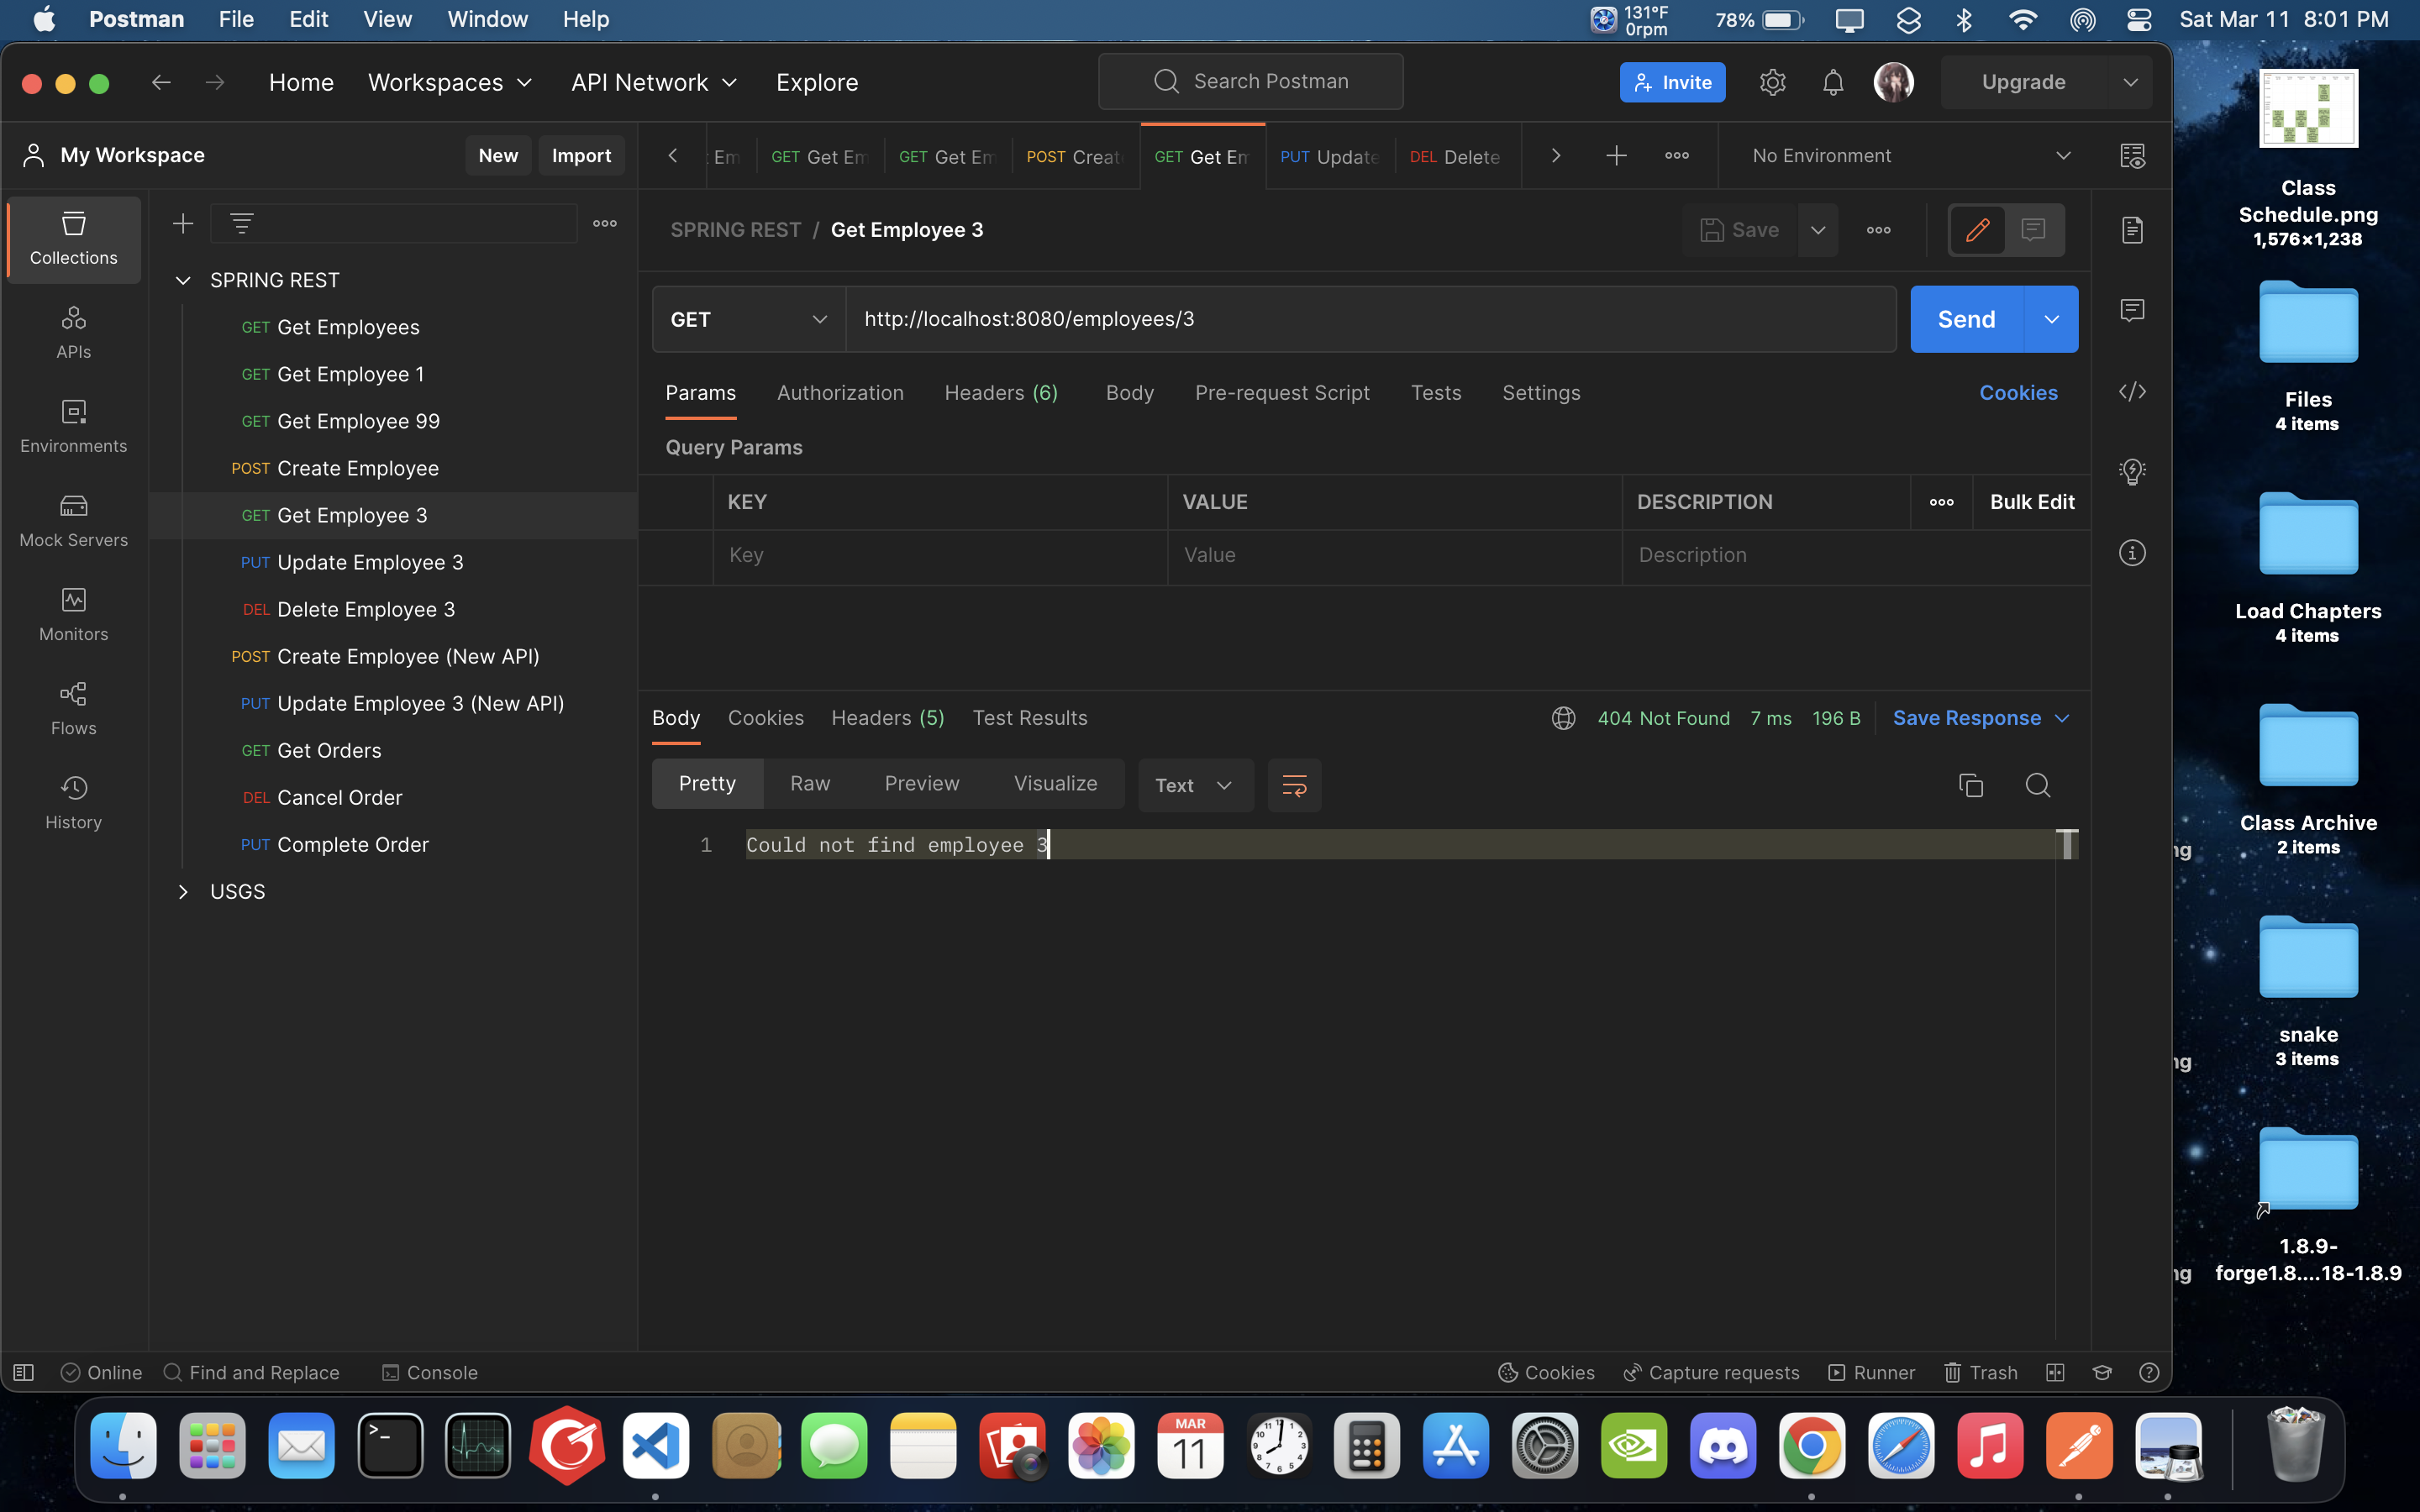 Postman File Edit View Window Help
131°F
0rpm
78%
Sat Mar 11 8:01 PM
Home Workspaces API Network Explore
Search Postman
Invite
Upgrade
My Workspace
New Import
GET Get Em
GET Get Em
POST Create
GET Get Em
PUT Update
DEL Delete
No Environment
Collections
APIs
Environments
Mock Servers
Monitors
Flows
History
SPRING REST
GET Get Employees
GET Get Employee 1
GET Get Employee 99
POST Create Employee
GET Get Employee 3
PUT Update Employee 3
DEL Delete Employee 3
POST Create Employee (New API)
PUT Update Employee 3 (New API)
GET Get Orders
DEL Cancel Order
PUT Complete Order
USGS
SPRING REST / Get Employee 3
Save
GET http://localhost:8080/employees/3
Send
Params Authorization Headers (6) Body Pre-request Script Tests Settings
Cookies
Query Params
KEY VALUE DESCRIPTION
Bulk Edit
Key Value Description
Body Cookies Headers (5) Test Results
404 Not Found 7 ms 196 B
Save Response
Pretty Raw Preview Visualize
Text
1 Could not find employee 3
Online
Find and Replace
Console
Cookies
Capture requests
Runner
Trash
Class
Schedule.png
1,576×1,238
Files
4 items
Load Chapters
4 items
Class Archive
2 items
snake
3 items
1.8.9-
forge1.8....18-1.8.9
ng
ng
ng
MAR
11